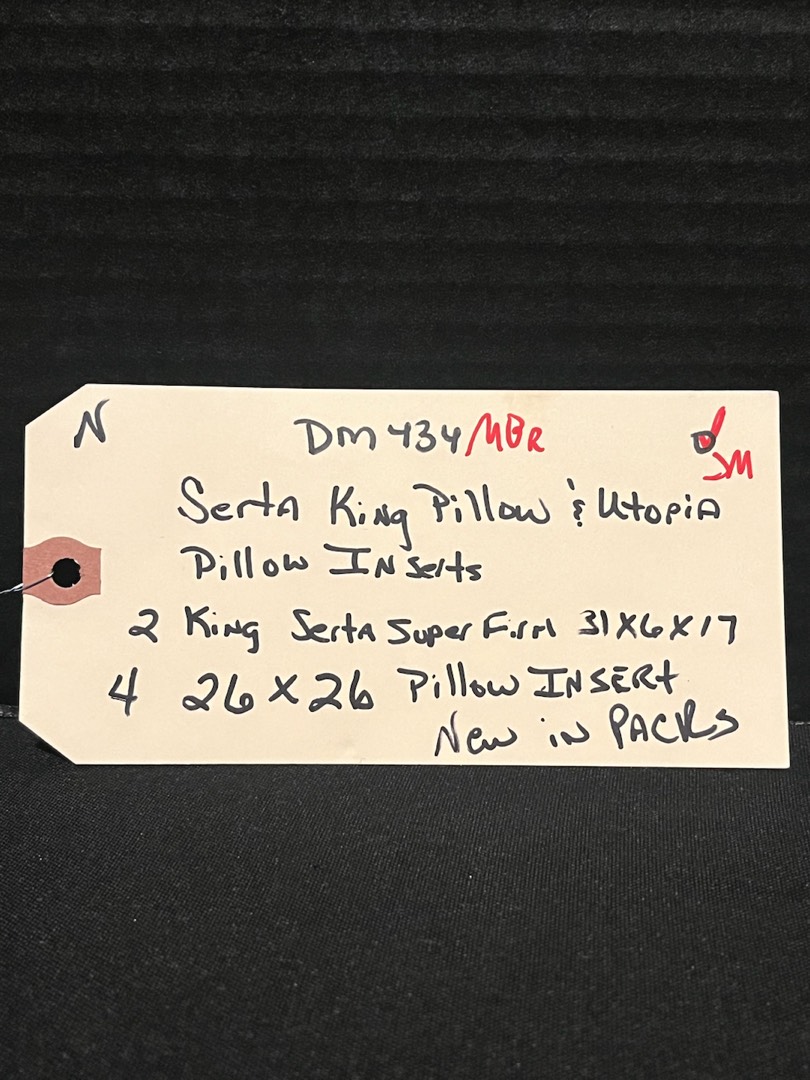 N DM434 MBR JM
Serta King Pillow & Utopia
Pillow Inserts
2 King Serta Super Firm 31X6X17
4 26X26 Pillow INSERt
New in PACKs